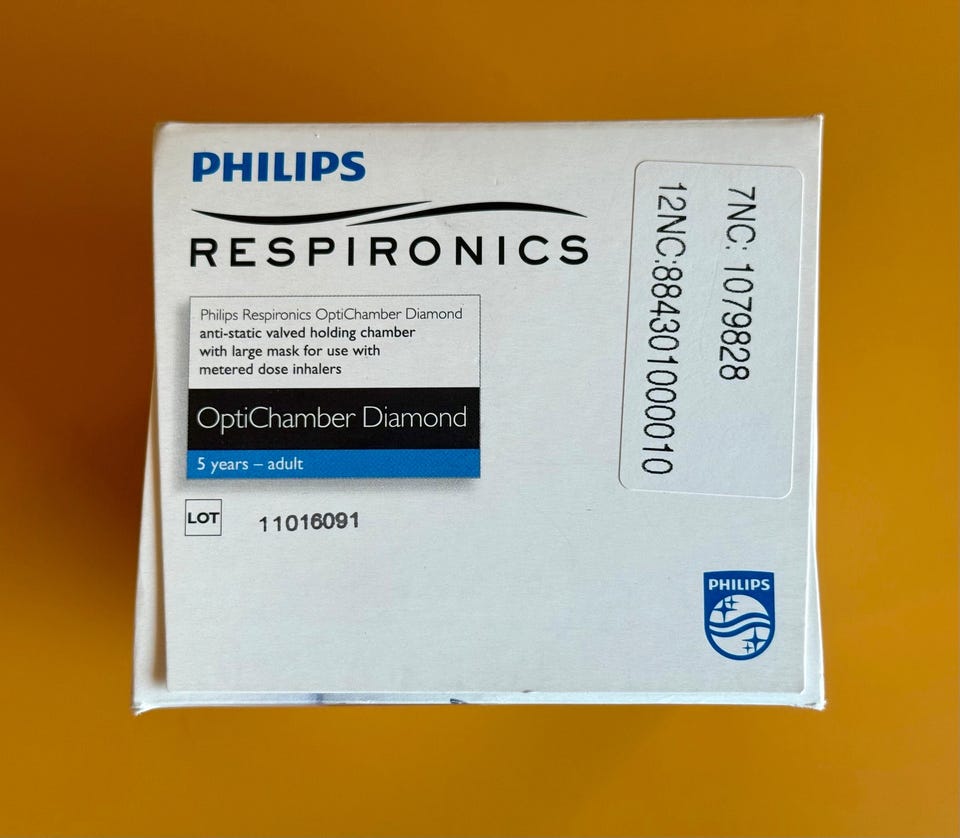 PHILIPS
RESPIRONICS
Philips Respironics OptiChamber Diamond
anti-static valved holding chamber
with large mask for use with
metered dose inhalers
OptiChamber Diamond
5 years – adult
LOT 11016091
7NC: 1079828
12NC:884301000010
PHILIPS